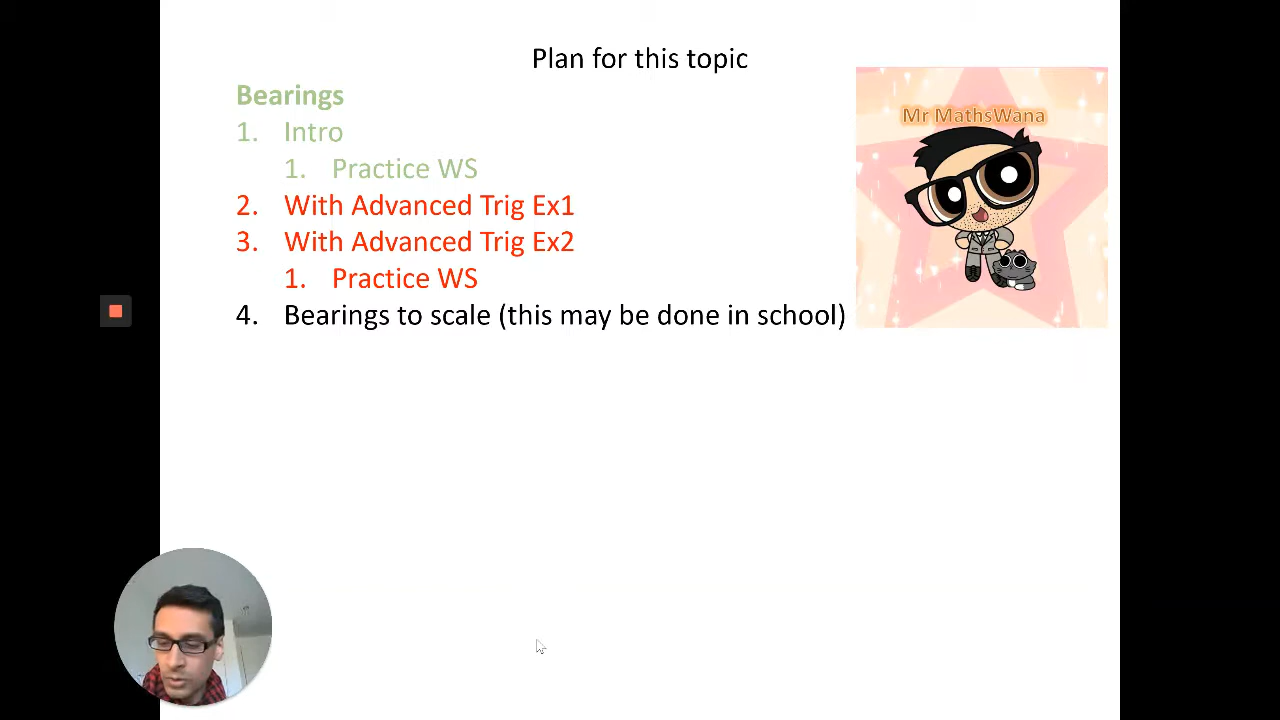 Plan for this topic
Bearings
Mr MathsWana
1. Intro
1. Practice WS
2. With Advanced Trig Ex1
3. With Advanced Trig Ex2
1. Practice WS
4. Bearings to scale (this may be done in school)